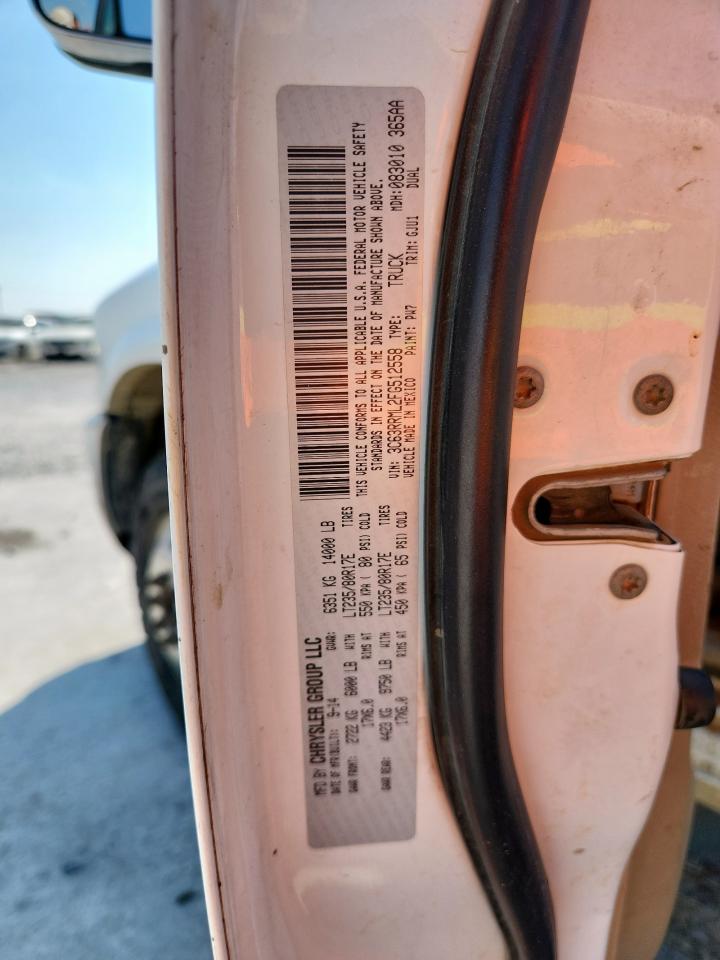 MFD BY CHRYSLER GROUP LLC
DATE OF MFR(BUILT): 9-14 GVWR: 6351 KG 14000 LB
GAWR FRONT: 2722 KG 6000 LB WITH LT235/80R17E TIRES
17X6.0 RIMS AT 550 KPA ( 80 PSI) COLD
GAWR REAR: 4423 KG 9750 LB WITH LT235/80R17E TIRES
17X6.0 RIMS AT 450 KPA ( 65 PSI) COLD
THIS VEHICLE CONFORMS TO ALL APPLICABLE U.S.A. FEDERAL MOTOR VEHICLE SAFETY
STANDARDS IN EFFECT ON THE DATE OF MANUFACTURE SHOWN ABOVE.
VIN: 3C63RRML2FG512558 TYPE: TRUCK MDH:083010 365AA
VEHICLE MADE IN MEXICO PAINT: PW7 TRIM: GJU1 DUAL